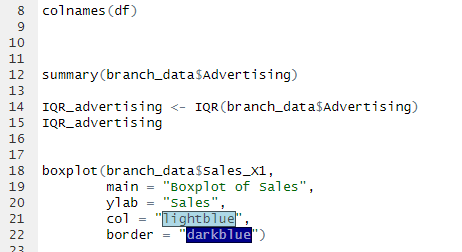 8 colnames(df)
9
10
11
12 summary(branch_data$Advertising)
13
14 IQR_advertising <- IQR(branch_data$Advertising)
15 IQR_advertising
16
17
18 boxplot(branch_data$Sales_X1,
19 main = "Boxplot of Sales",
20 ylab = "Sales",
21 col = "lightblue",
22 border = "darkblue")